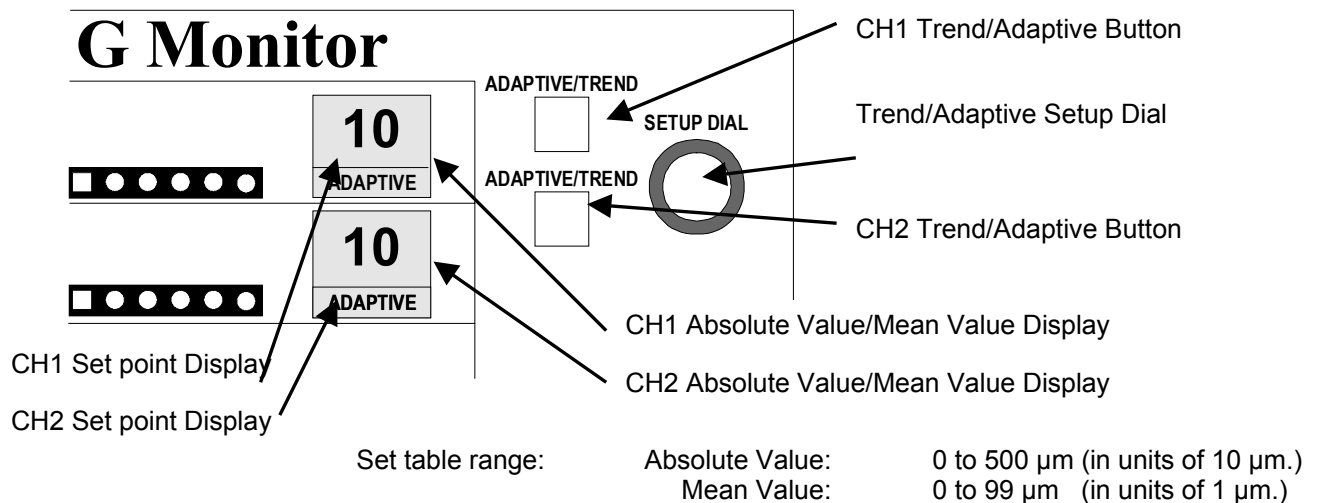 G Monitor
CH1 Trend/Adaptive Button
ADAPTIVE/TREND
10
SETUP DIAL
Trend/Adaptive Setup Dial
ADAPTIVE
ADAPTIVE/TREND
CH2 Trend/Adaptive Button
10
ADAPTIVE
CH1 Absolute Value/Mean Value Display
CH1 Set point Display
CH2 Absolute Value/Mean Value Display
CH2 Set point Display
Set table range: Absolute Value: 0 to 500 µm (in units of 10 µm.)
Mean Value: 0 to 99 µm (in units of 1 µm.)